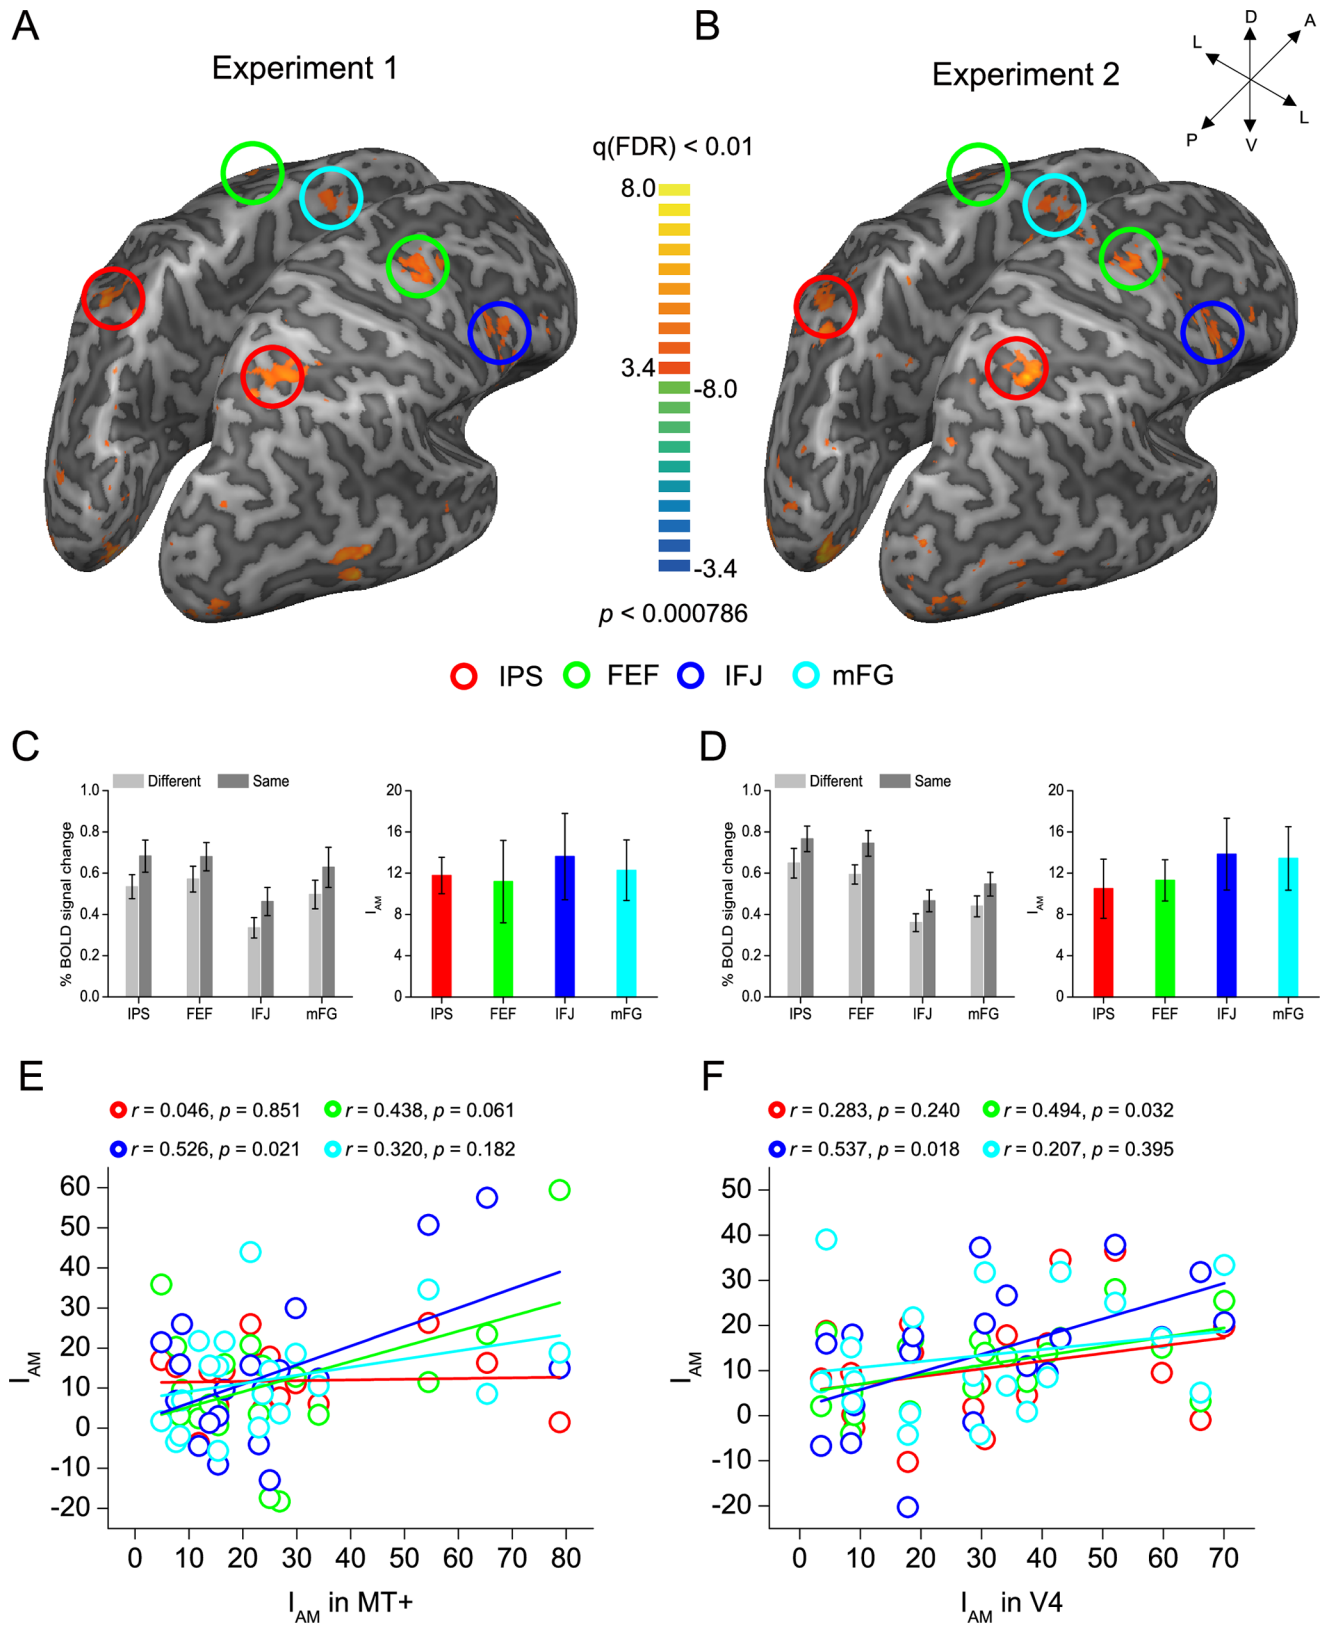 A
B
Experiment 1
Experiment 2
D
A
L
L
P
V
q(FDR) < 0.01
8.0
3.4
-8.0
-3.4
p < 0.000786
IPS FEF IFJ mFG
C
Different Same
% BOLD signal change
1.0
0.8
0.6
0.4
0.2
0.0
IPS FEF IFJ mFG
I_AM
20
16
12
8
4
0
IPS FEF IFJ mFG
D
Different Same
% BOLD signal change
1.0
0.8
0.6
0.4
0.2
0.0
IPS FEF IFJ mFG
I_AM
20
16
12
8
4
0
IPS FEF IFJ mFG
E
r = 0.046, p = 0.851 r = 0.438, p = 0.061
r = 0.526, p = 0.021 r = 0.320, p = 0.182
I_AM
60
50
40
30
20
10
0
-10
-20
0 10 20 30 40 50 60 70 80
I_AM in MT+
F
r = 0.283, p = 0.240 r = 0.494, p = 0.032
r = 0.537, p = 0.018 r = 0.207, p = 0.395
I_AM
50
40
30
20
10
0
-10
-20
0 10 20 30 40 50 60 70
I_AM in V4